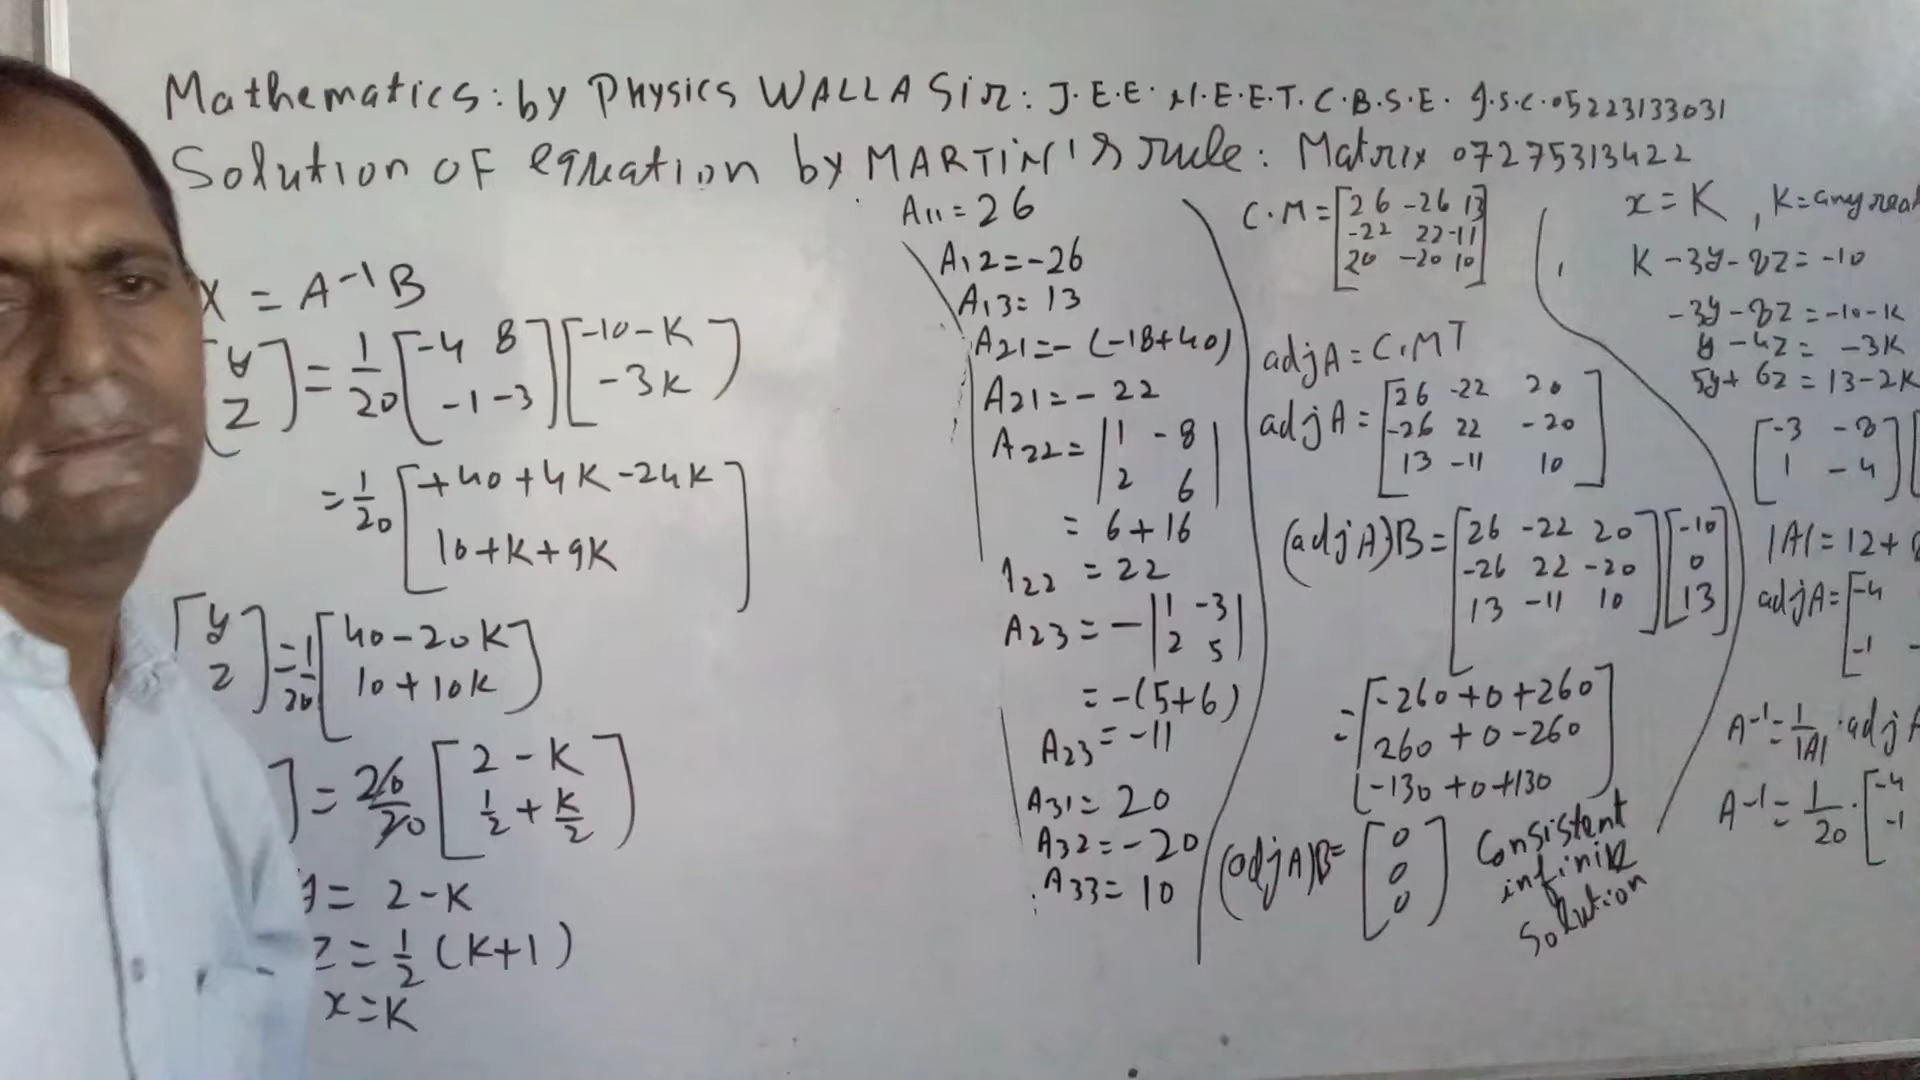 Mathematics: by Physics WALLA Sir: J.E.E. N.E.E.T. C.B.S.E. J.S.C. 05223133031
Solution OF equation by MARTIN'S rule: Matrix 07275313422
X = A⁻¹B
[y z] = 1/20 [-4 8 -1 -3] [-10-K -3K]
= 1/20 [+40+4K-24K 10+K+9K]
[y z] = 1/20 [40-20K 10+10K]
] = 20/20 [2-K 1/2+K/2]
y = 2-K
z = 1/2 (K+1)
x = K
A11 = 26
A12 = -26
A13 = 13
A21 = -(-18+40)
A21 = -22
A22 = |1 -8 2 6|
= 6+16
A22 = 22
A23 = -|1 -3 2 5|
= -(5+6)
A23 = -11
A31 = 20
A32 = -20
A33 = 10
C.M = [26 -26 13
-22 22 -11
20 -20 10]
adjA = C.MT
adjA = [26 -22 20
-26 22 -20
13 -11 10]
(adjA)B = [26 -22 20 -26 22 -20 13 -11 10] [-10 0 13]
= [-260+0+260
260+0-260
-130+0+130]
(adjA)B = [0 0 0]
Consistent
infinite
Solution
x = K, K = any real
K-3y-8z = -10
-3y-8z = -10-K
y-4z = -3K
5y+6z = 13-2K
[-3 -8
1 -4] [
|A| = 12+
adjA = [-4
-1
A⁻¹ = 1/|A| . adj A
A⁻¹ = 1/20 . [-4
-1